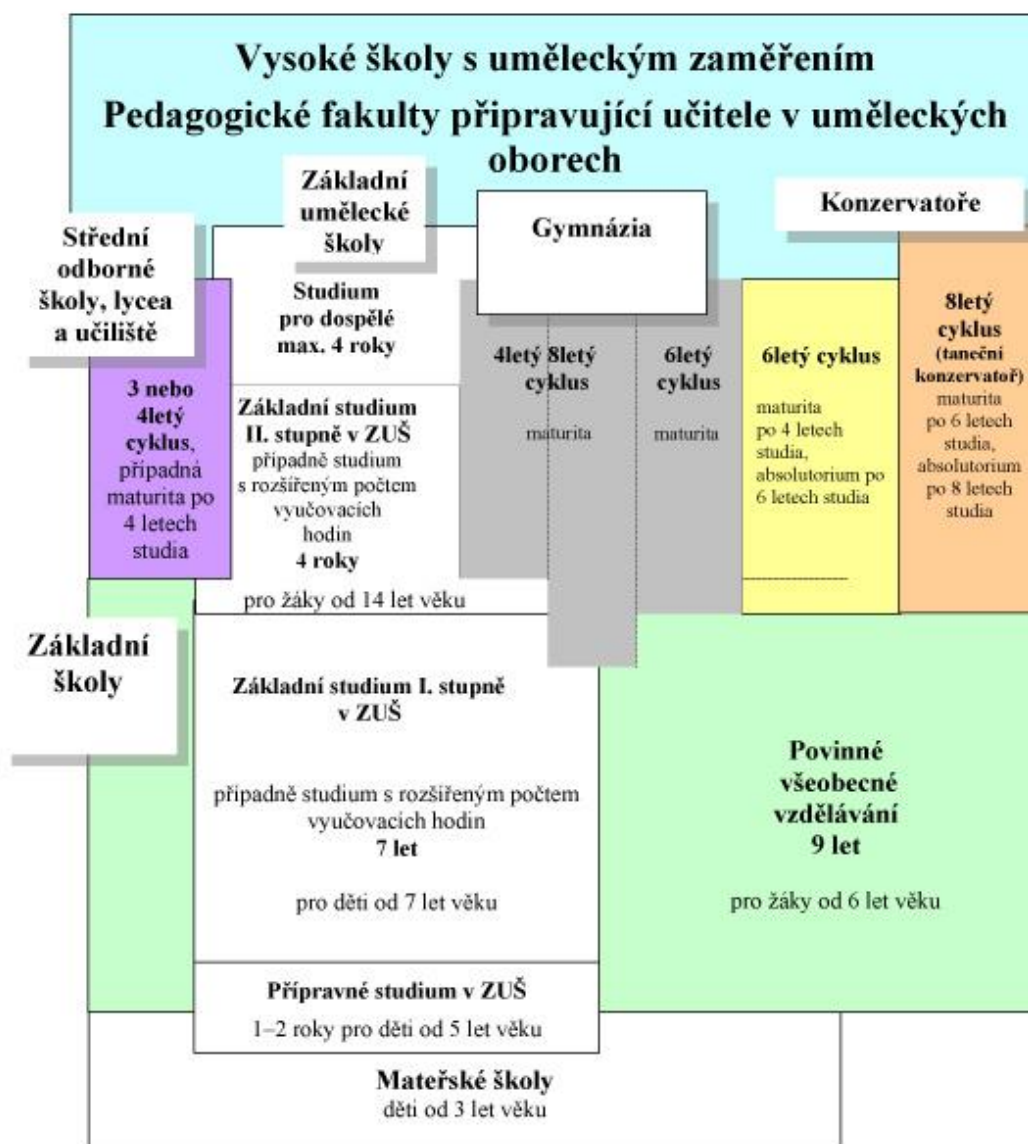 Vysoké školy s uměleckým zaměřením
Pedagogické fakulty připravující učitele v uměleckých
oborech
Základní
umělecké
školy
Gymnázia
Konzervatoře
Střední
odborné
školy, lycea
a učiliště
3 nebo
4letý
cyklus,
případná
maturita po
4 letech
studia
Studium
pro dospělé
max. 4 roky
Základní studium
II. stupně v ZUŠ
případně studium
s rozšířeným počtem
vyučovacích
hodin
4 roky
pro žáky od 14 let věku
4letý 8letý
cyklus
maturita
6letý
cyklus
maturita
6letý cyklus
maturita
po 4 letech
studia,
absolutorium po
6 letech studia
8letý
cyklus
(taneční
konzervatoř)
maturita
po 6 letech
studia,
absolutorium
po 8 letech
studia
Základní
školy
Základní studium I. stupně
v ZUŠ
případně studium s rozšířeným počtem
vyučovacích hodin
7 let
pro děti od 7 let věku
Povinné
všeobecné
vzdělávání
9 let
pro žáky od 6 let věku
Přípravné studium v ZUŠ
1–2 roky pro děti od 5 let věku
Mateřské školy
děti od 3 let věku